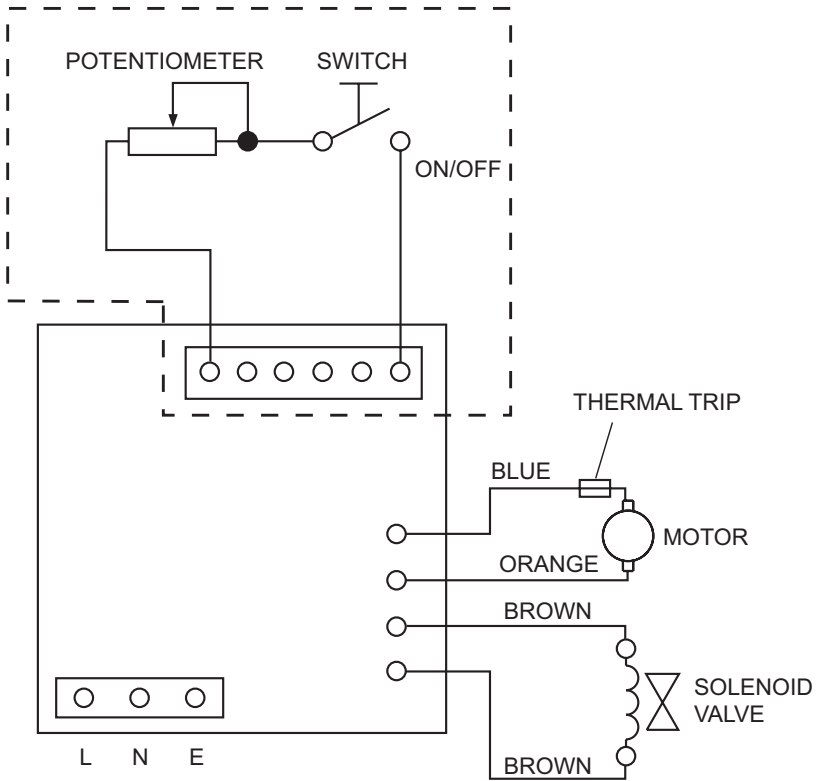 POTENTIOMETER SWITCH
ON/OFF
THERMAL TRIP
BLUE
MOTOR
ORANGE
BROWN
SOLENOID
VALVE
L N E
BROWN